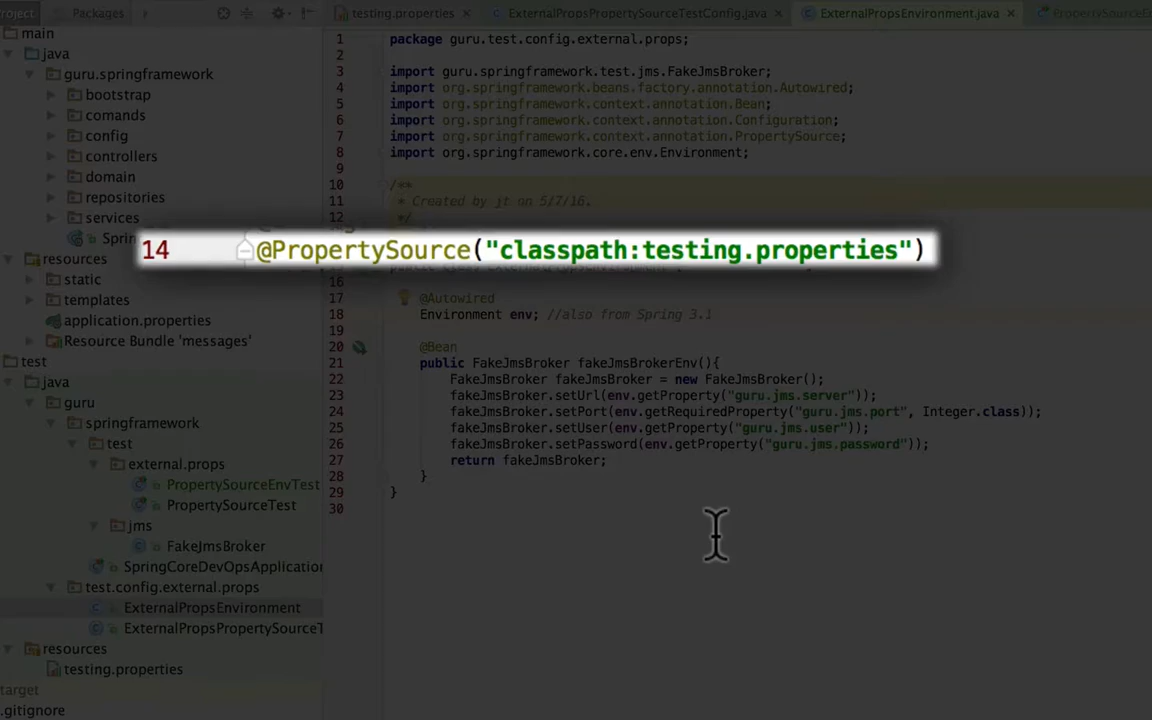 Project
Packages
testing.properties
ExternalPropsPropertySourceTestConfig.java
ExternalPropsEnvironment.java
main
java
guru.springframework
bootstrap
comands
config
controllers
domain
repositories
services
resources
static
templates
application.properties
Resource Bundle 'messages'
test
java
guru
springframework
test
external.props
PropertySourceEnvTest
PropertySourceTest
jms
FakeJmsBroker
SpringCoreDevOpsApplication
test.config.external.props
ExternalPropsEnvironment
ExternalPropsPropertySourceT
resources
testing.properties
target
.gitignore
1 package guru.test.config.external.props;
2
3 import guru.springframework.test.jms.FakeJmsBroker;
4 import org.springframework.beans.factory.annotation.Autowired;
5 import org.springframework.context.annotation.Bean;
6 import org.springframework.context.annotation.Configuration;
7 import org.springframework.context.annotation.PropertySource;
8 import org.springframework.core.env.Environment;
9
10 /**
11 * Created by jt on 5/7/16.
12 */
14 @PropertySource("classpath:testing.properties")
16
17 @Autowired
18 Environment env; //also from Spring 3.1
19
20 @Bean
21 public FakeJmsBroker fakeJmsBrokerEnv(){
22 FakeJmsBroker fakeJmsBroker = new FakeJmsBroker();
23 fakeJmsBroker.setUrl(env.getProperty("guru.jms.server"));
24 fakeJmsBroker.setPort(env.getRequiredProperty("guru.jms.port", Integer.class));
25 fakeJmsBroker.setUser(env.getProperty("guru.jms.user"));
26 fakeJmsBroker.setPassword(env.getProperty("guru.jms.password"));
27 return fakeJmsBroker;
28 }
29 }
30